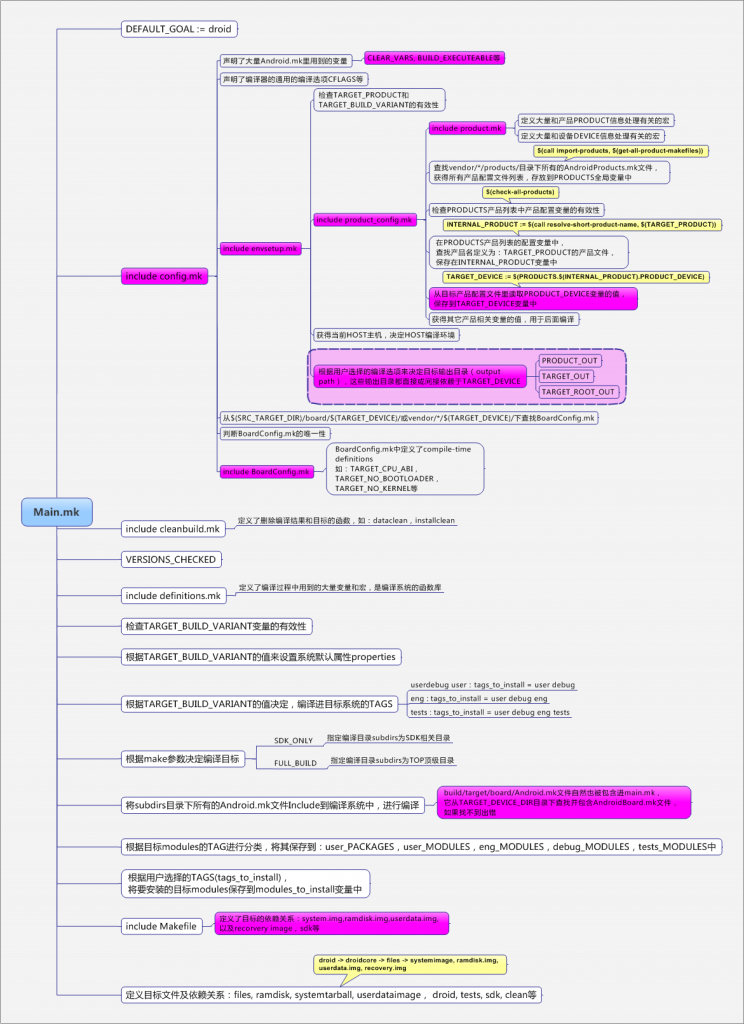 DEFAULT_GOAL := droid
声明了大量Android.mk里用到的变量
CLEAR_VARS, BUILD_EXECUTEABLE等
声明了编译器的通用的编译选项CFLAGS等
检查TARGET_PRODUCT和
TARGET_BUILD_VARIANT的有效性
include product.mk
定义大量和产品PRODUCT信息处理有关的宏
定义大量和设备DEVICE信息处理有关的宏
$(call import-products, $(get-all-product-makefiles))
查找vendor/*/products/目录下所有的AndroidProducts.mk文件，
获得所有产品配置文件列表，存放到PRODUCTS全局变量中
$(check-all-products)
include product_config.mk
检查PRODUCTS产品列表中产品配置变量的有效性
INTERNAL_PRODUCT := $(call resolve-short-product-name, $(TARGET_PRODUCT))
include envsetup.mk
在PRODUCTS产品列表的配置变量中，
查找产品名定义为：TARGET_PRODUCT的产品文件，
保存在INTERNAL_PRODUCT变量中
include config.mk
TARGET_DEVICE := $(PRODUCTS.$(INTERNAL_PRODUCT).PRODUCT_DEVICE)
从目标产品配置文件里读取PRODUCT_DEVICE变量的值，
保存到TARGET_DEVICE变量中
获得其它产品相关变量的值，用于后面编译
获得当前HOST主机，决定HOST编译环境
根据用户选择的编译选项来决定目标输出目录（output
path），这些输出目录都直接或间接依赖于TARGET_DEVICE
PRODUCT_OUT
TARGET_OUT
TARGET_ROOT_OUT
从$(SRC_TARGET_DIR)/board/$(TARGET_DEVICE)/或vendor/*/$(TARGET_DEVICE)/下查找BoardConfig.mk
判断BoardConfig.mk的唯一性
include BoardConfig.mk
BoardConfig.mk中定义了compile-time
definitions
如：TARGET_CPU_ABI，
TARGET_NO_BOOTLOADER，
TARGET_NO_KERNEL等
Main.mk
include cleanbuild.mk
定义了删除编译结果和目标的函数，如：dataclean，installclean
VERSIONS_CHECKED
include definitions.mk
定义了编译过程中用到的大量变量和宏，是编译系统的函数库
检查TARGET_BUILD_VARIANT变量的有效性
根据TARGET_BUILD_VARIANT的值来设置系统默认属性properties
根据TARGET_BUILD_VARIANT的值决定，编译进目标系统的TAGS
userdebug user：tags_to_install = user debug
eng : tags_to_install = user debug eng
tests : tags_to_install = user debug eng tests
根据make参数决定编译目标
SDK_ONLY
指定编译目录subdirs为SDK相关目录
FULL_BUILD
指定编译目录subdirs为TOP顶级目录
将subdirs目录下所有的Android.mk文件Include到编译系统中，进行编译
build/target/board/Android.mk文件自然也被包含进main.mk，
它从TARGET_DEVICE_DIR目录下查找并包含AndroidBoard.mk文件，
如果找不到出错
根据目标modules的TAG进行分类，将其保存到：user_PACKAGES，user_MODULES，eng_MODULES，debug_MODULES，tests_MODULES中
根据用户选择的TAGS(tags_to_install)，
将要安装的目标modules保存到modules_to_install变量中
include Makefile
定义了目标的依赖关系：system.img,ramdisk.img,userdata.img,
以及recorvery image，sdk等
droid -> droidcore -> files -> systemimage, ramdisk.img,
userdata.img, recovery.img
定义目标文件及依赖关系：files, ramdisk, systemtarball, userdataimage， droid, tests, sdk, clean等